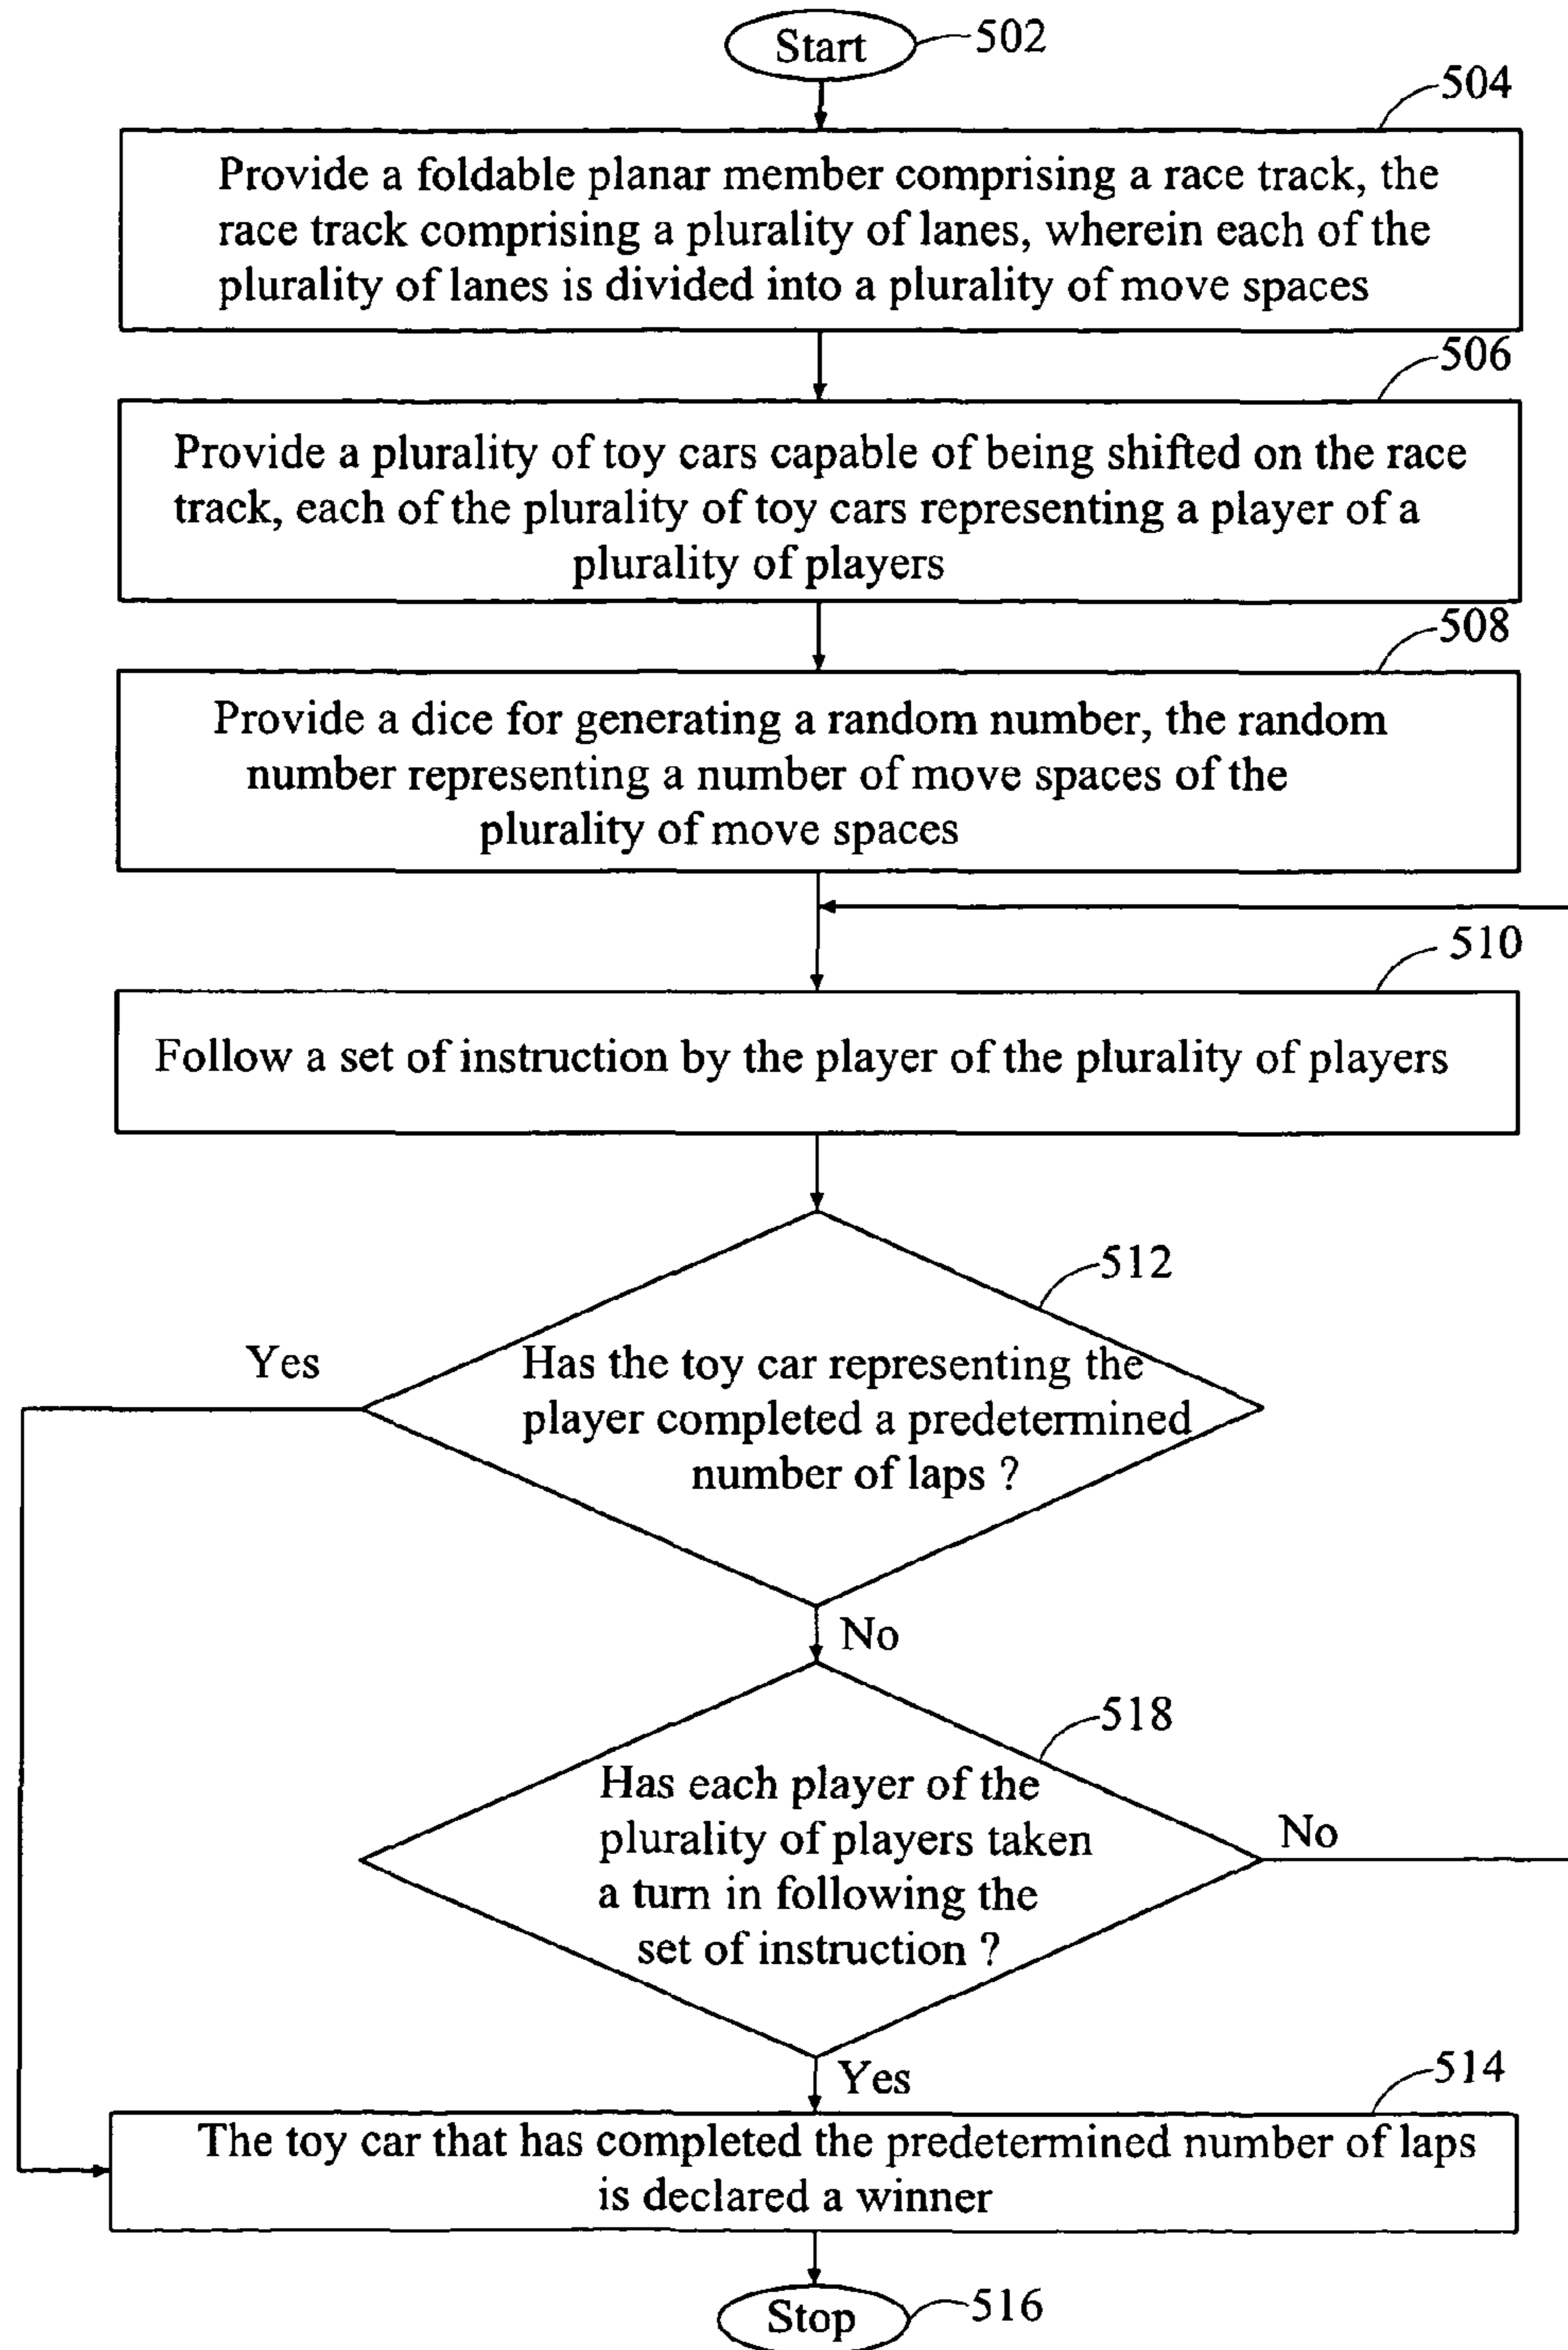 Start
502
504
Provide a foldable planar member comprising a race track, the
race track comprising a plurality of lanes, wherein each of the
plurality of lanes is divided into a plurality of move spaces
506
Provide a plurality of toy cars capable of being shifted on the race
track, each of the plurality of toy cars representing a player of a
plurality of players
508
Provide a dice for generating a random number, the random
number representing a number of move spaces of the
plurality of move spaces
510
Follow a set of instruction by the player of the plurality of players
512
Yes
Has the toy car representing the
player completed a predetermined
number of laps ?
No
518
Has each player of the
plurality of players taken
a turn in following the
set of instruction ?
No
Yes
514
The toy car that has completed the predetermined number of laps
is declared a winner
Stop
516